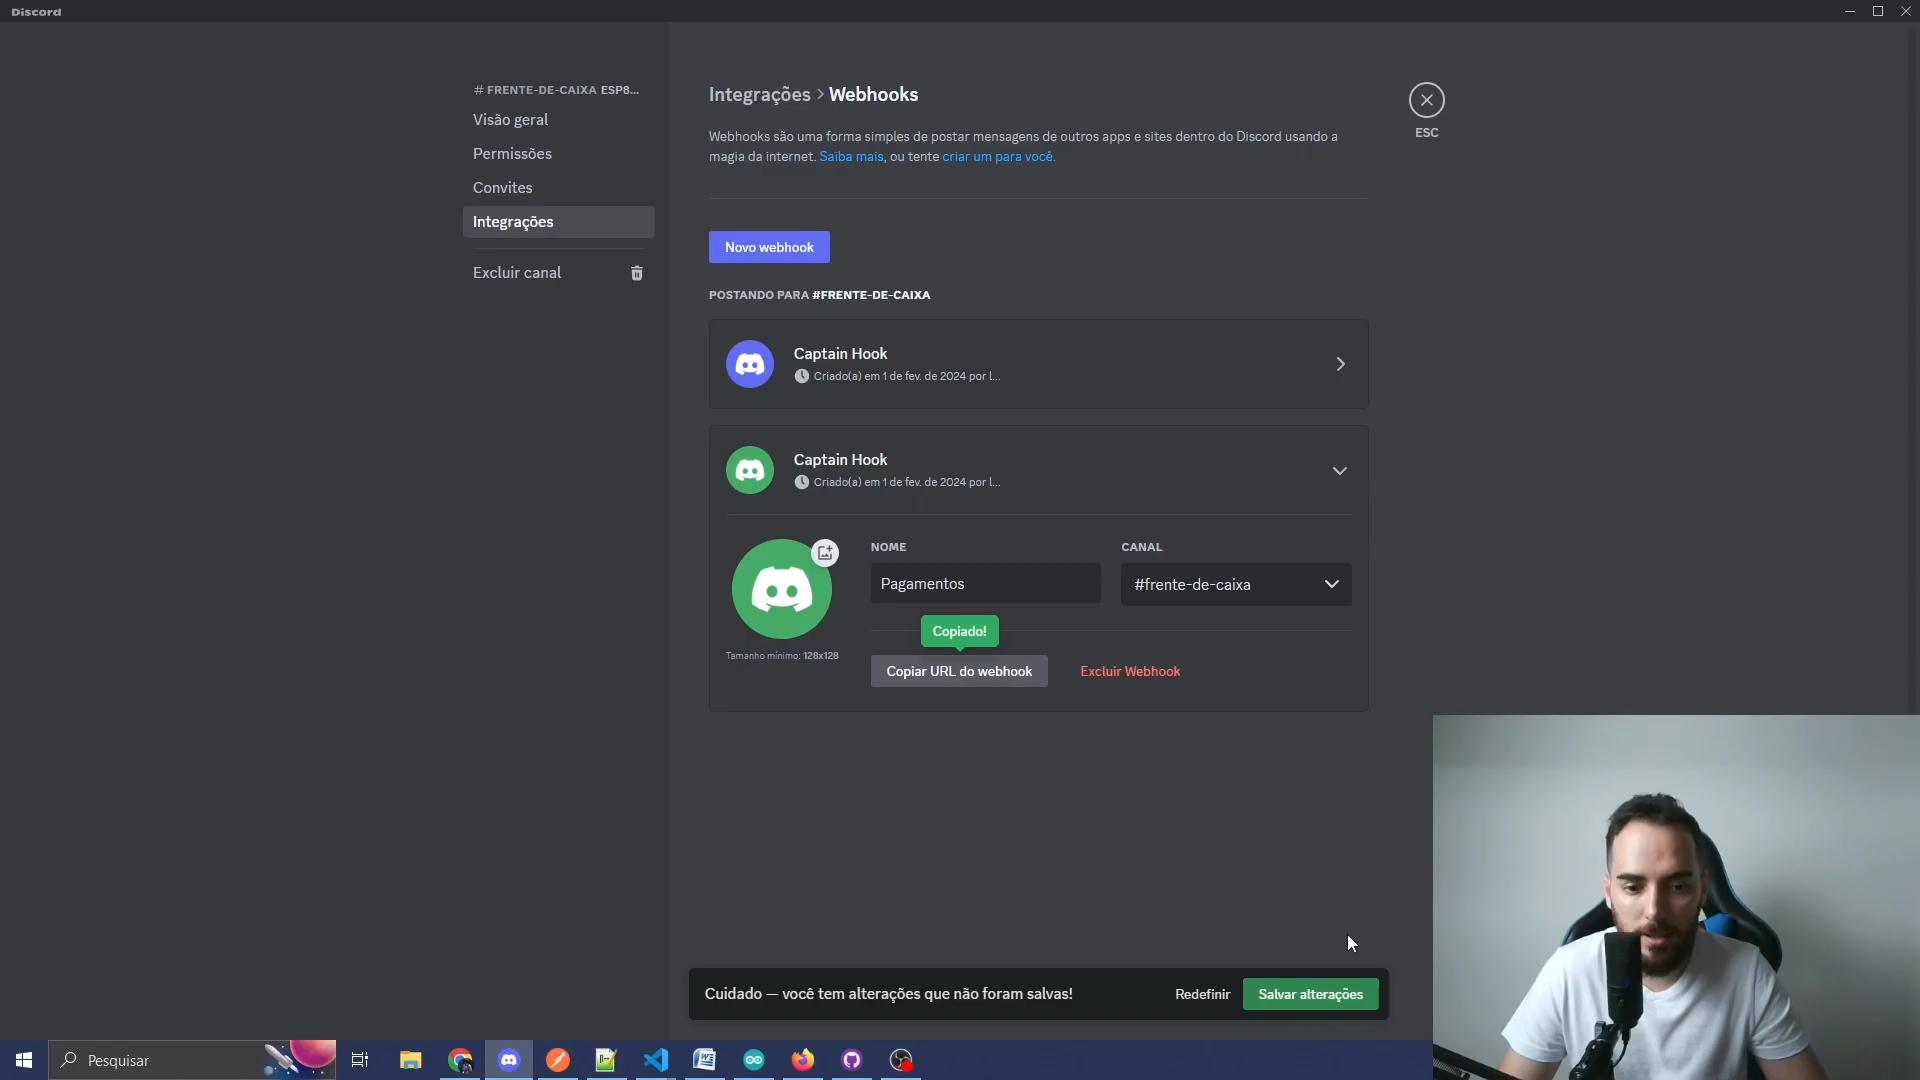 Discord
# FRENTE-DE-CAIXA ESP8...
Visão geral
Permissões
Convites
Integrações
Excluir canal
Integrações > Webhooks
ESC
Webhooks são uma forma simples de postar mensagens de outros apps e sites dentro do Discord usando a
magia da internet. Saiba mais, ou tente criar um para você.
Novo webhook
POSTANDO PARA #FRENTE-DE-CAIXA
Captain Hook
Criado(a) em 1 de fev. de 2024 por l...
Captain Hook
Criado(a) em 1 de fev. de 2024 por l...
NOME
CANAL
Pagamentos
#frente-de-caixa
Copiado!
Tamanho mínimo: 128x128
Copiar URL do webhook
Excluir Webhook
Cuidado — você tem alterações que não foram salvas!
Redefinir
Salvar alterações
Pesquisar